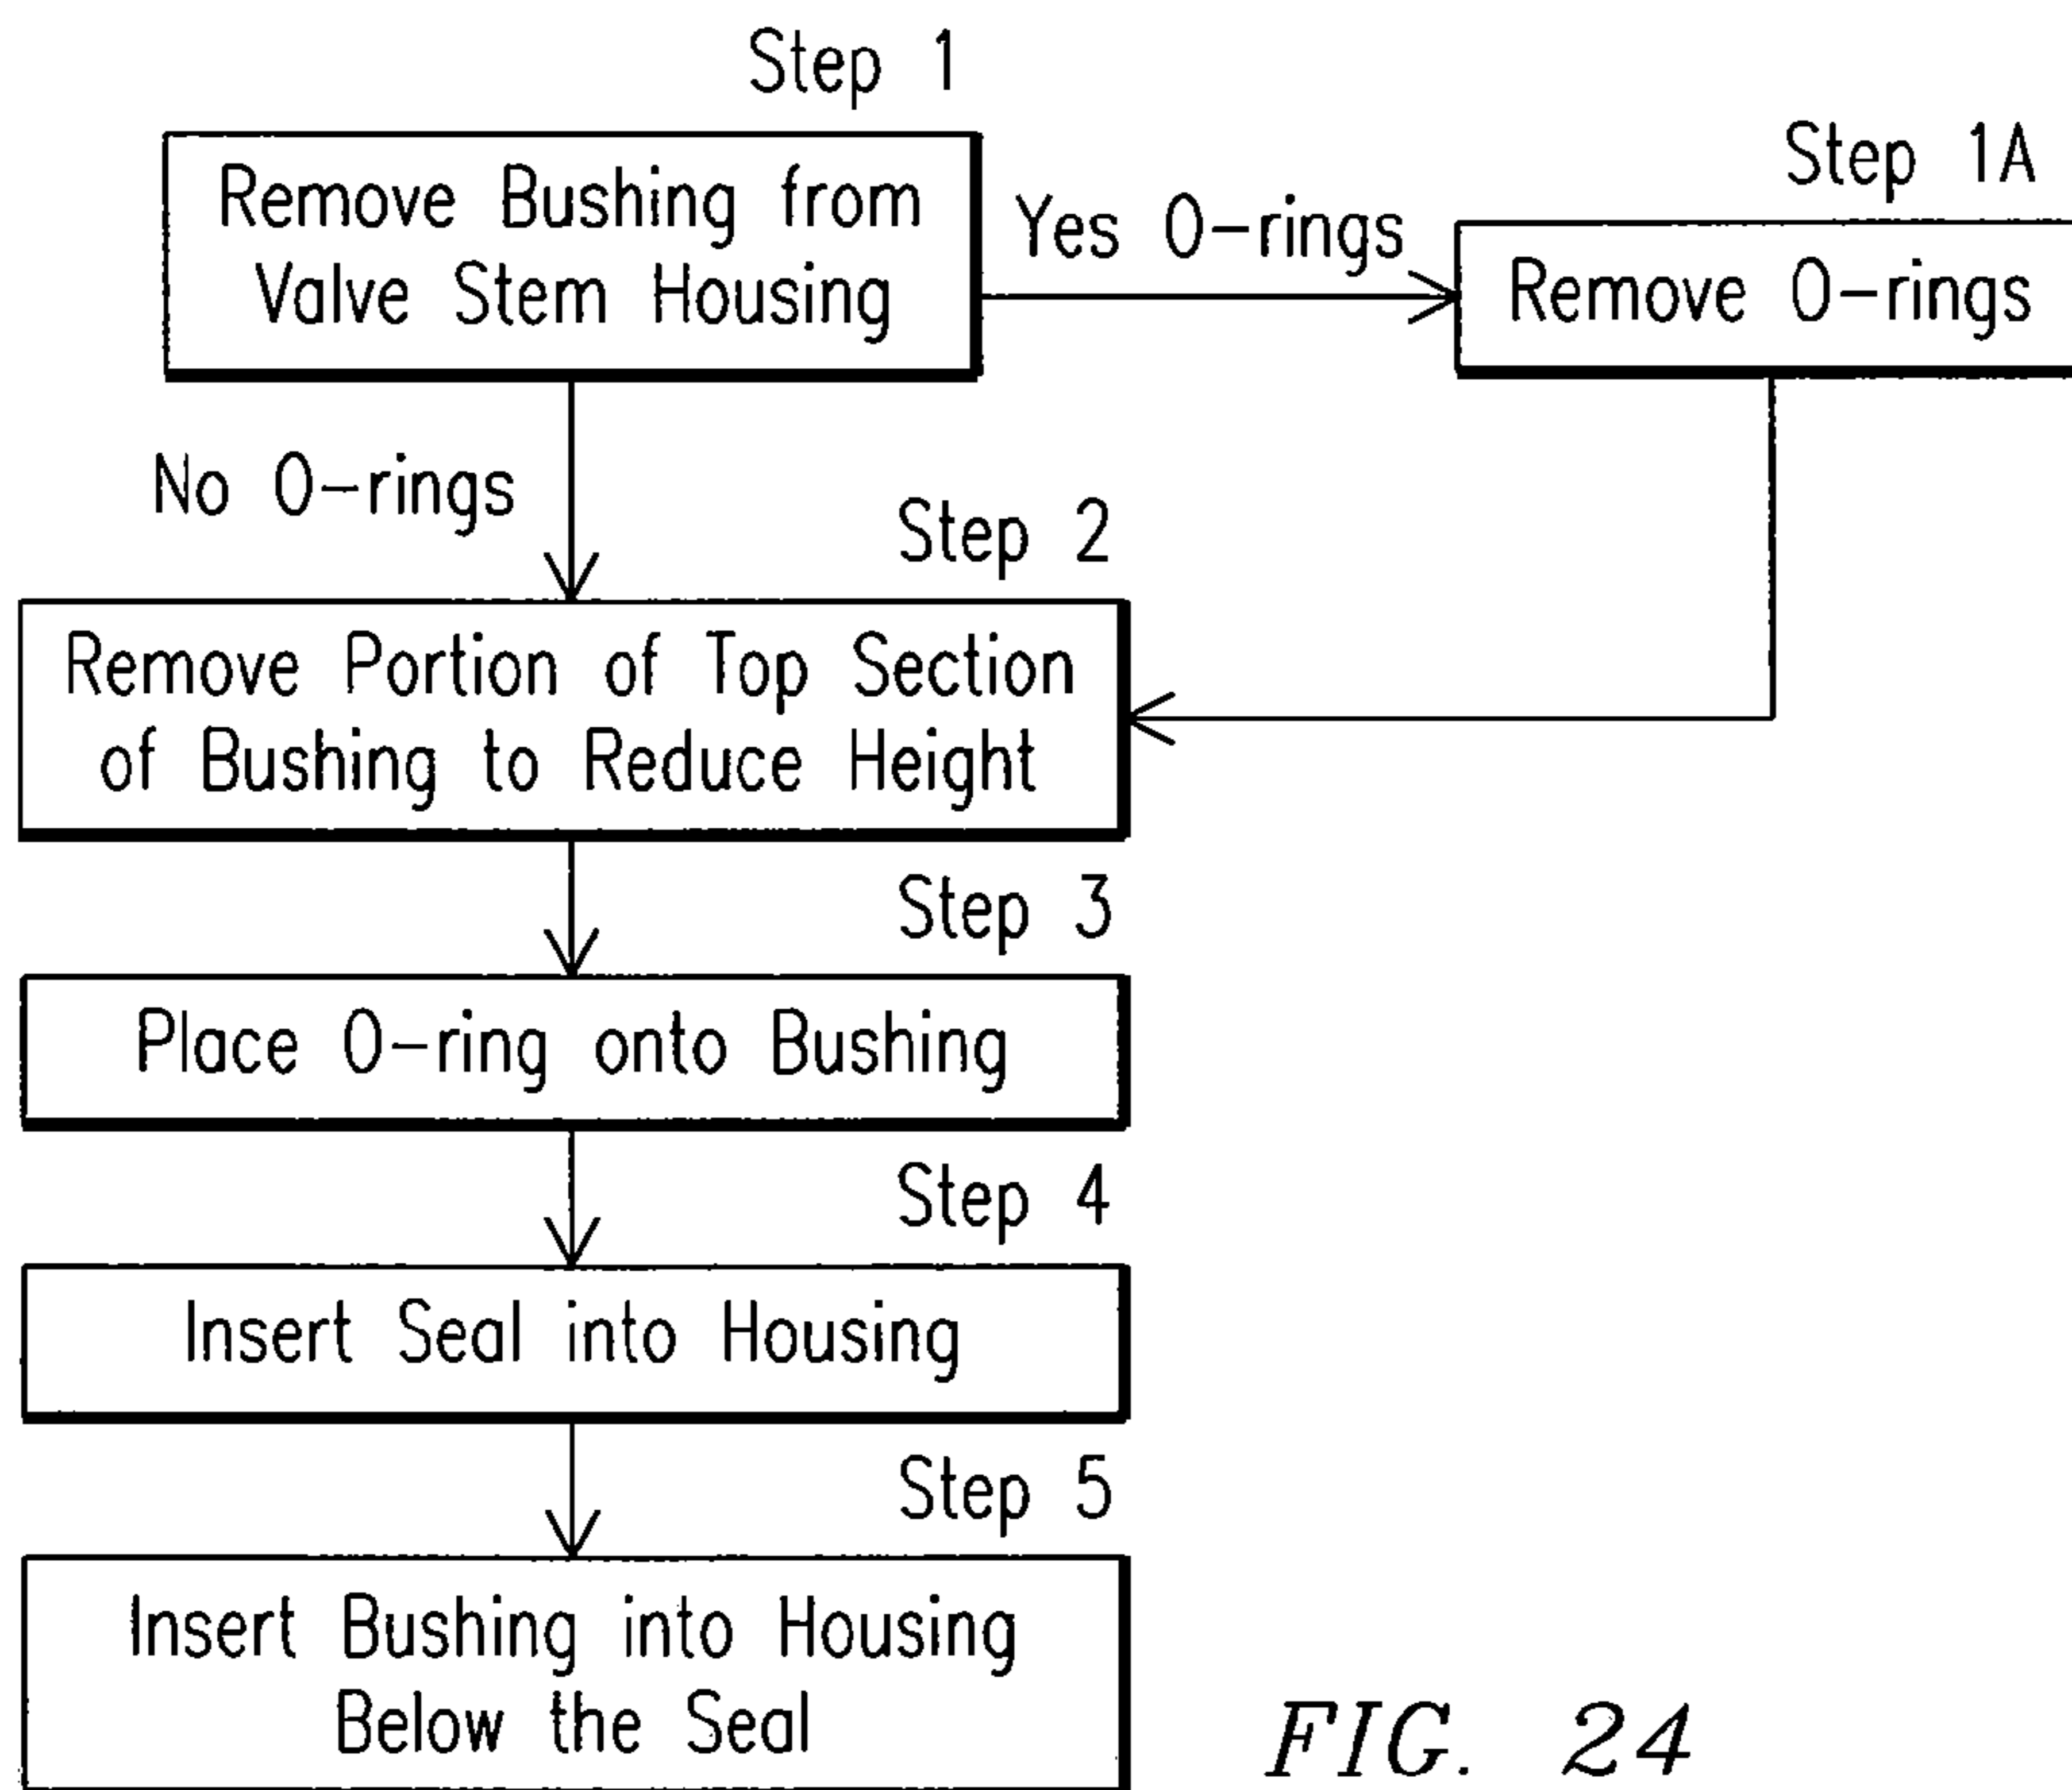 Step 1
Remove Bushing from
Valve Stem Housing
Yes O-rings
Step 1A
Remove O-rings
No O-rings
Step 2
Remove Portion of Top Section
of Bushing to Reduce Height
Step 3
Place O-ring onto Bushing
Step 4
Insert Seal into Housing
Step 5
Insert Bushing into Housing
Below the Seal
FIG. 24